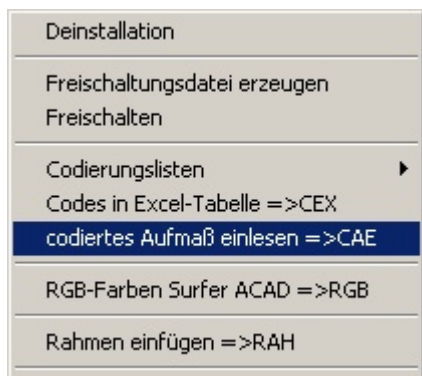 Deinstallation
Freischaltungsdatei erzeugen
Freischalten
Codierungslisten
Codes in Excel-Tabelle =>CEX
codiertes Aufmaß einlesen =>CAE
RGB-Farben Surfer ACAD =>RGB
Rahmen einfügen =>RAH